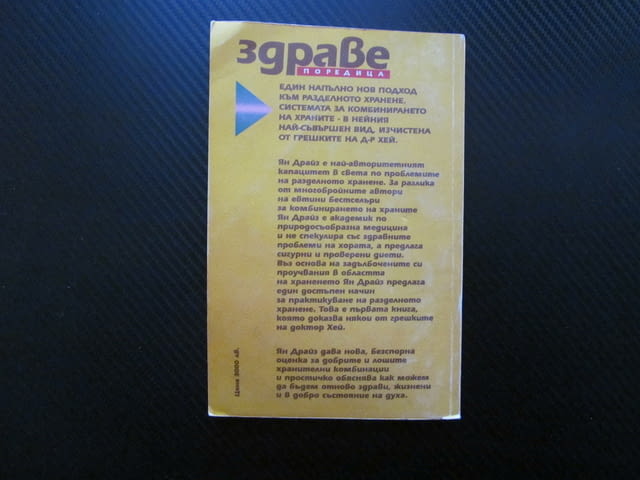 здраве
ПОРЕДИЦА
ЕДИН НАПЪЛНО НОВ ПОДХОД
КЪМ РАЗДЕЛНОТО ХРАНЕНЕ.
СИСТЕМАТА ЗА КОМБИНИРАНЕТО
НА ХРАНИТЕ - В НЕЙНИЯ
НАЙ-СЪВЪРШЕН ВИД, ИЗЧИСТЕНА
ОТ ГРЕШКИТЕ НА Д-Р ХЕЙ.
Ян Драйз е най-авторитетният
капацитет в света по проблемите
на разделното хранене. За разлика
от многобройните автори
на евтини бестселъри
за комбинирането на храните
Ян Драйз е академик по
природосъобразна медицина
и не спекулира със здравните
проблеми на хората, а предлага
сигурни и проверени диети.
Въз основа на задълбочените си
проучвания в областта
на храненето Ян Драйз предлага
един достъпен начин
за практикуване на разделното
хранене. Това е първата книга,
която доказва някои от грешките
на доктор Хей.
Ян Драйз дава нова, безспорна
оценка за добрите и лошите
хранителни комбинации
и простичко обяснява как можем
да бъдем отново здрави, жизнени
и в добро състояние на духа.
Цена 5000 лв.